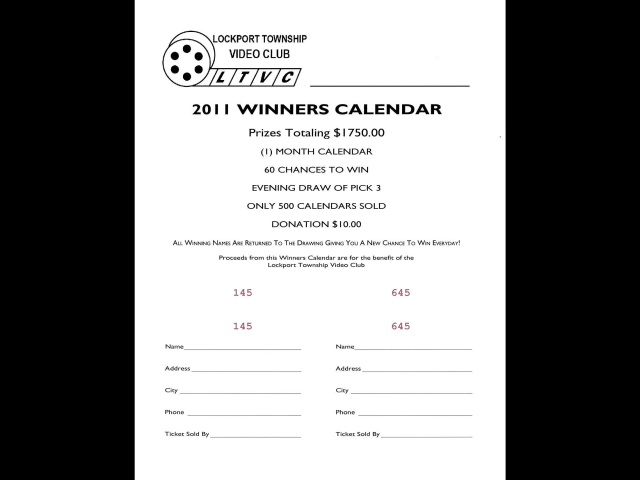 LOCKPORT TOWNSHIP
VIDEO CLUB
LTVC
2011 WINNERS CALENDAR
Prizes Totaling $1750.00
(1) MONTH CALENDAR
60 CHANCES TO WIN
EVENING DRAW OF PICK 3
ONLY 500 CALENDARS SOLD
DONATION $10.00
ALL WINNING NAMES ARE RETURNED TO THE DRAWING GIVING YOU A NEW CHANCE TO WIN EVERYDAY!
Proceeds from this Winners Calendar are for the benefit of the
Lockport Township Video Club
145 645
145 645
Name Name
Address Address
City City
Phone Phone
Ticket Sold By Ticket Sold By